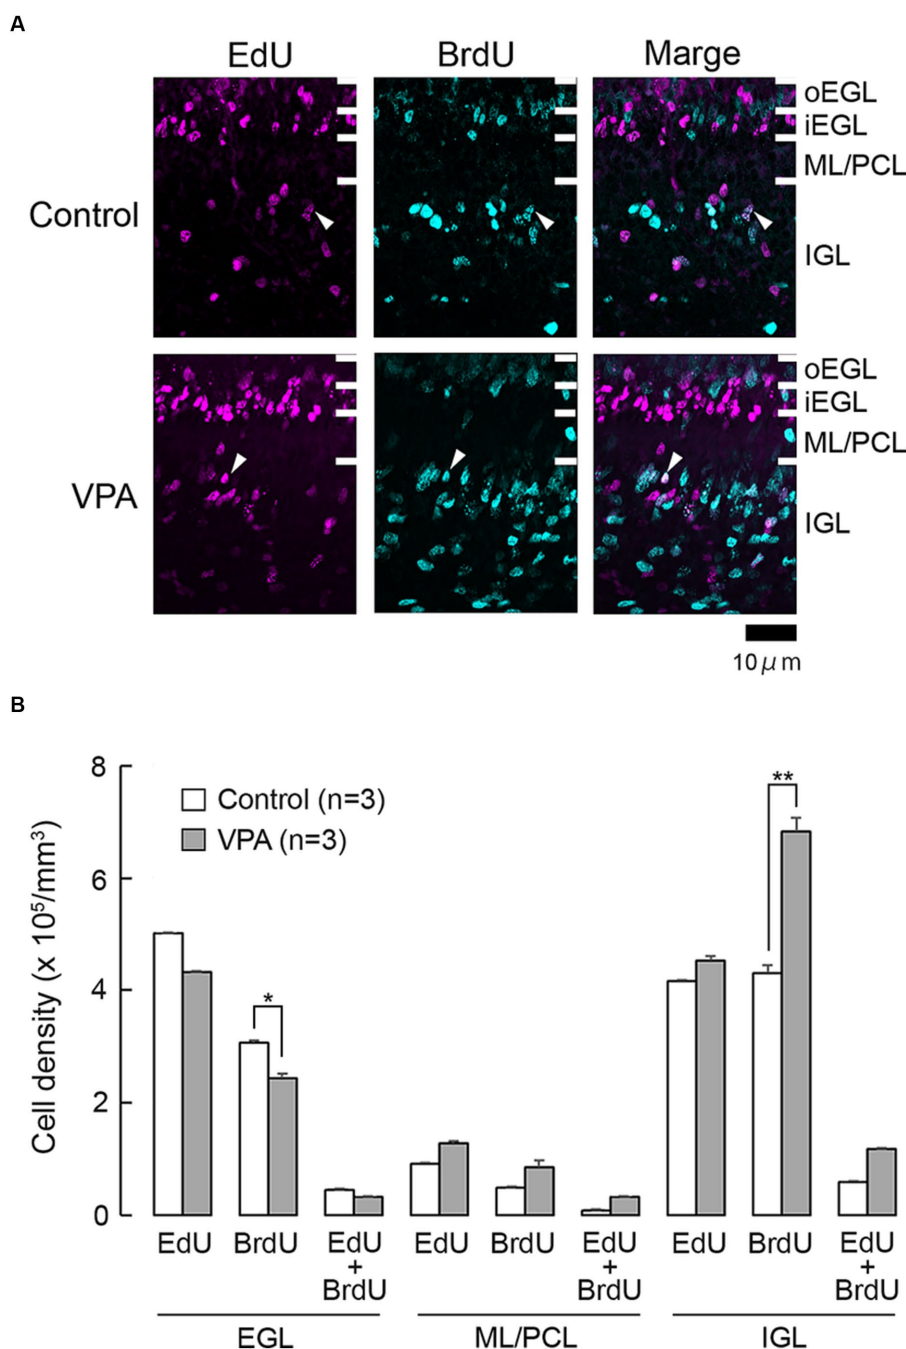 A
EdU BrdU Marge
Control
oEGL
iEGL
ML/PCL
IGL
VPA
oEGL
iEGL
ML/PCL
IGL
10 μ m
B
Cell density (x 10⁵/mm³)
8
6
4
2
0
Control (n=3)
VPA (n=3)
*
**
EdU BrdU EdU + BrdU EdU BrdU EdU + BrdU EdU BrdU EdU + BrdU
EGL ML/PCL IGL